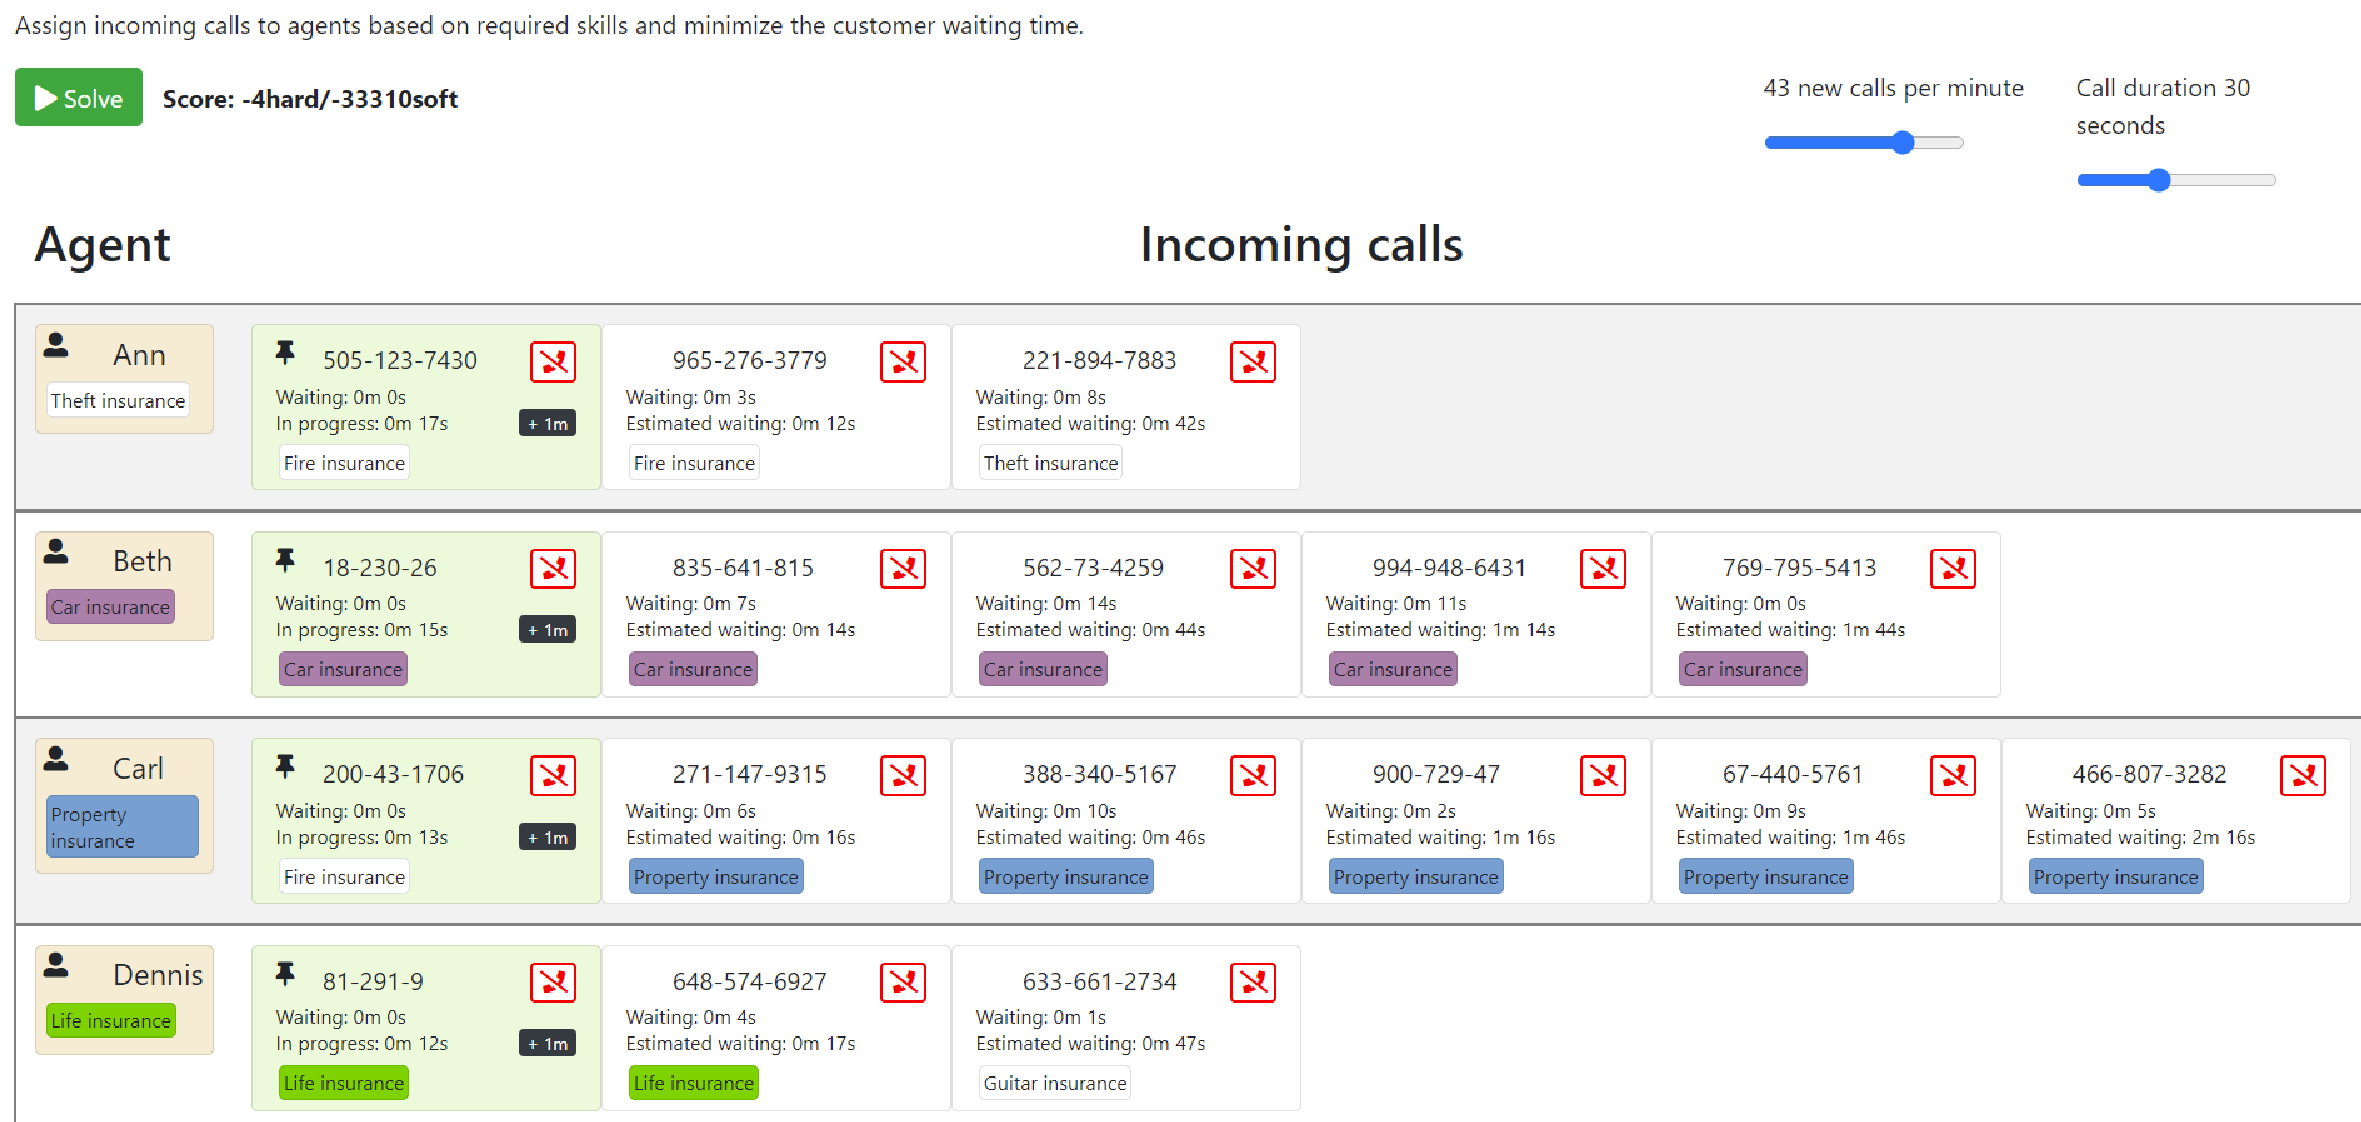 Assign incoming calls to agents based on required skills and minimize the customer waiting time.
Solve
Score: -4hard/-33310soft
43 new calls per minute
Call duration 30
seconds
Agent
Incoming calls
Ann
Theft insurance
505-123-7430
Waiting: 0m 0s
In progress: 0m 17s
+ 1m
Fire insurance
965-276-3779
Waiting: 0m 3s
Estimated waiting: 0m 12s
Fire insurance
221-894-7883
Waiting: 0m 8s
Estimated waiting: 0m 42s
Theft insurance
Beth
Car insurance
18-230-26
Waiting: 0m 0s
In progress: 0m 15s
+ 1m
Car insurance
835-641-815
Waiting: 0m 7s
Estimated waiting: 0m 14s
Car insurance
562-73-4259
Waiting: 0m 14s
Estimated waiting: 0m 44s
Car insurance
994-948-6431
Waiting: 0m 11s
Estimated waiting: 1m 14s
Car insurance
769-795-5413
Waiting: 0m 0s
Estimated waiting: 1m 44s
Car insurance
Carl
Property
insurance
200-43-1706
Waiting: 0m 0s
In progress: 0m 13s
+ 1m
Fire insurance
271-147-9315
Waiting: 0m 6s
Estimated waiting: 0m 16s
Property insurance
388-340-5167
Waiting: 0m 10s
Estimated waiting: 0m 46s
Property insurance
900-729-47
Waiting: 0m 2s
Estimated waiting: 1m 16s
Property insurance
67-440-5761
Waiting: 0m 9s
Estimated waiting: 1m 46s
Property insurance
466-807-3282
Waiting: 0m 5s
Estimated waiting: 2m 16s
Property insurance
Dennis
Life insurance
81-291-9
Waiting: 0m 0s
In progress: 0m 12s
+ 1m
Life insurance
648-574-6927
Waiting: 0m 4s
Estimated waiting: 0m 17s
Life insurance
633-661-2734
Waiting: 0m 1s
Estimated waiting: 0m 47s
Guitar insurance